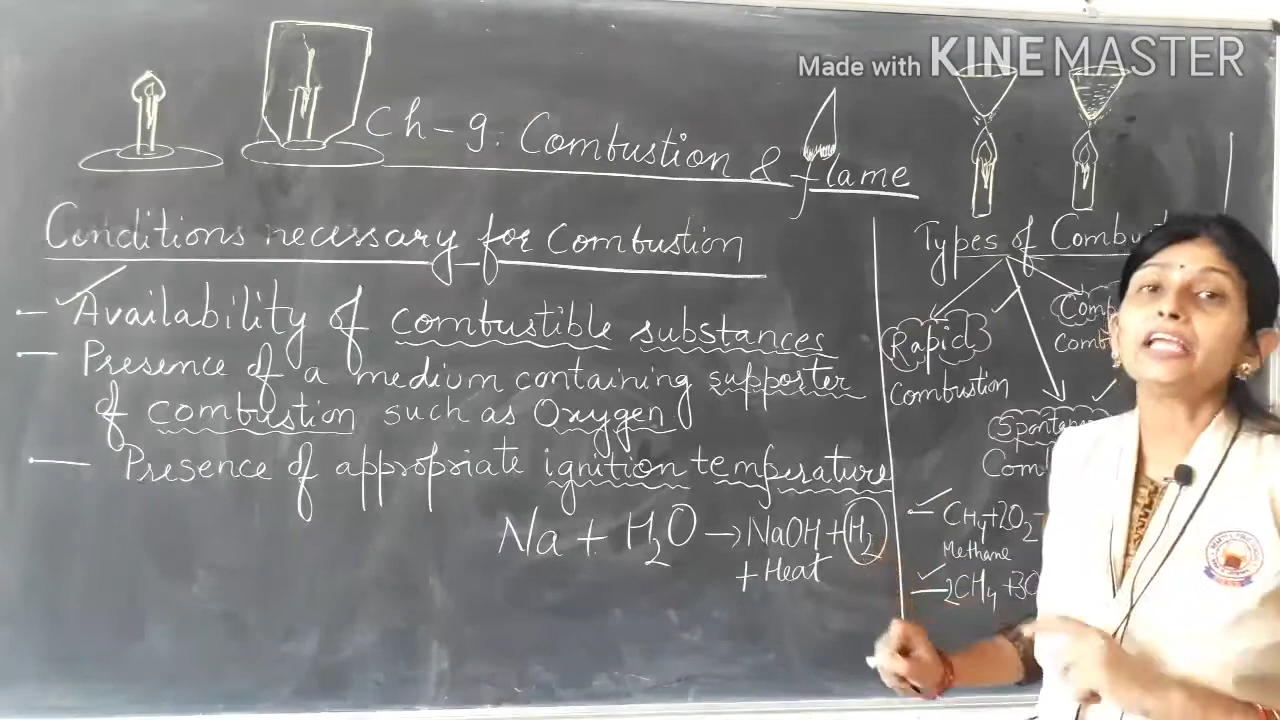 Made with KINEMASTER
Ch-9: Combustion & flame
Conditions necessary for Combustion
- Availability of combustible substances
- Presence of a medium containing supporter
of combustion such as Oxygen
- Presence of appropriate ignition temperature
Na + H₂O → NaOH + H₂
+ Heat
Types of
Rapid
Combustion
CH₄+2O₂
Methane
2CH₄ +3